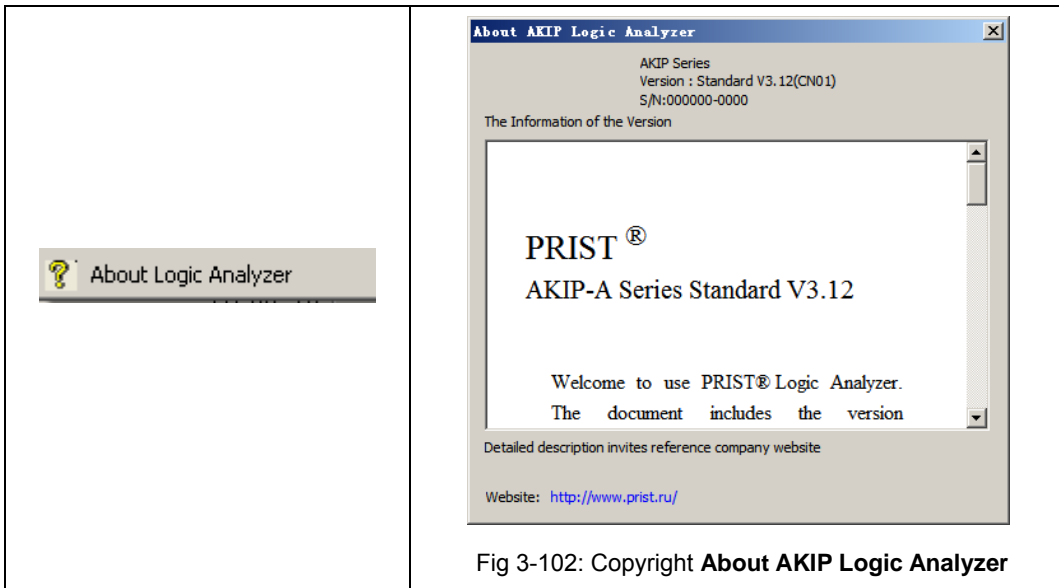 About Logic Analyzer
About AKIP Logic Analyzer
AKIP Series
Version : Standard V3.12(CN01)
S/N:000000-0000
The Information of the Version
PRIST ®
AKIP-A Series Standard V3.12
Welcome to use PRIST® Logic Analyzer.
The document includes the version
Detailed description invites reference company website
Website: http://www.prist.ru/
Fig 3-102: Copyright About AKIP Logic Analyzer